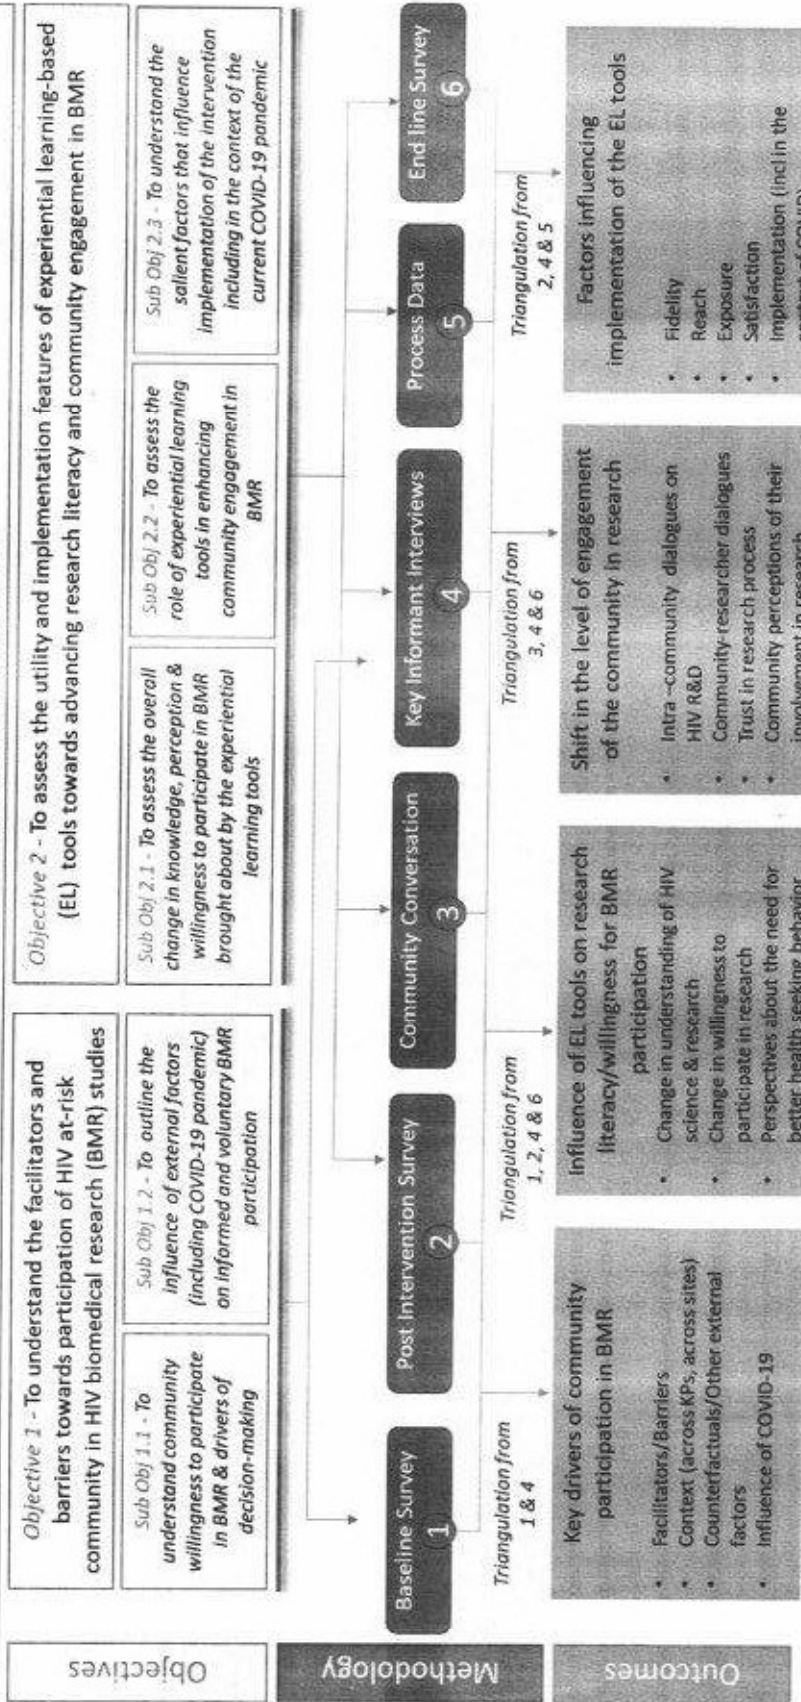 Objectives
Objective 1 - To understand the facilitators and
barriers towards participation of HIV at-risk
community in HIV biomedical research (BMR) studies
Objective 2 - To assess the utility and implementation features of experiential learning-based
(EL) tools towards advancing research literacy and community engagement in BMR
Sub Obj 1.1 - To
understand community
willingness to participate
in BMR & drivers of
decision-making
Sub Obj 1.2 - To outline the
influence of external factors
(including COVID-19 pandemic)
on informed and voluntary BMR
participation
Sub Obj 2.1 - To assess the overall
change in knowledge, perception &
willingness to participate in BMR
brought about by the experiential
learning tools
Sub Obj 2.2 - To assess the
role of experiential learning
tools in enhancing
community engagement in
BMR
Sub Obj 2.3 - To understand the
salient factors that influence
implementation of the intervention
including in the context of the
current COVID-19 pandemic
Methodology
Baseline Survey
1
Post Intervention Survey
2
Community Conversation
3
Key Informant Interviews
4
Process Data
5
End line Survey
6
Triangulation from
1 & 4
Triangulation from
1, 2, 4 & 6
Triangulation from
3, 4 & 6
Triangulation from
2, 4 & 5
Outcomes
Key drivers of community
participation in BMR
• Facilitators/Barriers
• Context (across KPs, across sites)
• Counterfactuals/Other external
factors
• Influence of COVID-19
Influence of EL tools on research
literacy/willingness for BMR
participation
• Change in understanding of HIV
science & research
• Change in willingness to
participate in research
• Perspectives about the need for
better health seeking behavior
Shift in the level of engagement
of the community in research
• Intra –community dialogues on
HIV R&D
• Community-researcher dialogues
• Trust in research process
• Community perceptions of their
involvement in research
Factors influencing
implementation of the EL tools
• Fidelity
• Reach
• Exposure
• Satisfaction
• Implementation (incl in the